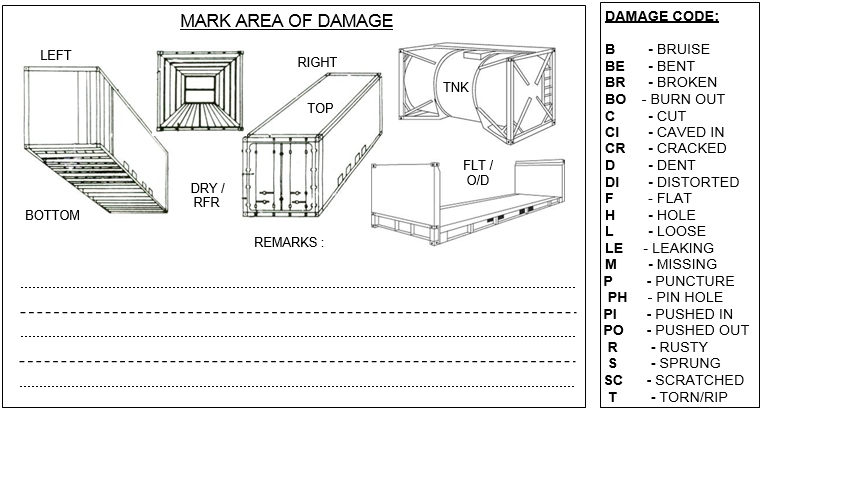 MARK AREA OF DAMAGE
LEFT
RIGHT
TOP
TNK
DRY /
RFR
FLT /
O/D
BOTTOM
REMARKS :
DAMAGE CODE:
B - BRUISE
BE - BENT
BR - BROKEN
BO - BURN OUT
C - CUT
CI - CAVED IN
CR - CRACKED
D - DENT
DI - DISTORTED
F - FLAT
H - HOLE
L - LOOSE
LE - LEAKING
M - MISSING
P - PUNCTURE
PH - PIN HOLE
PI - PUSHED IN
PO - PUSHED OUT
R - RUSTY
S - SPRUNG
SC - SCRATCHED
T - TORN/RIP